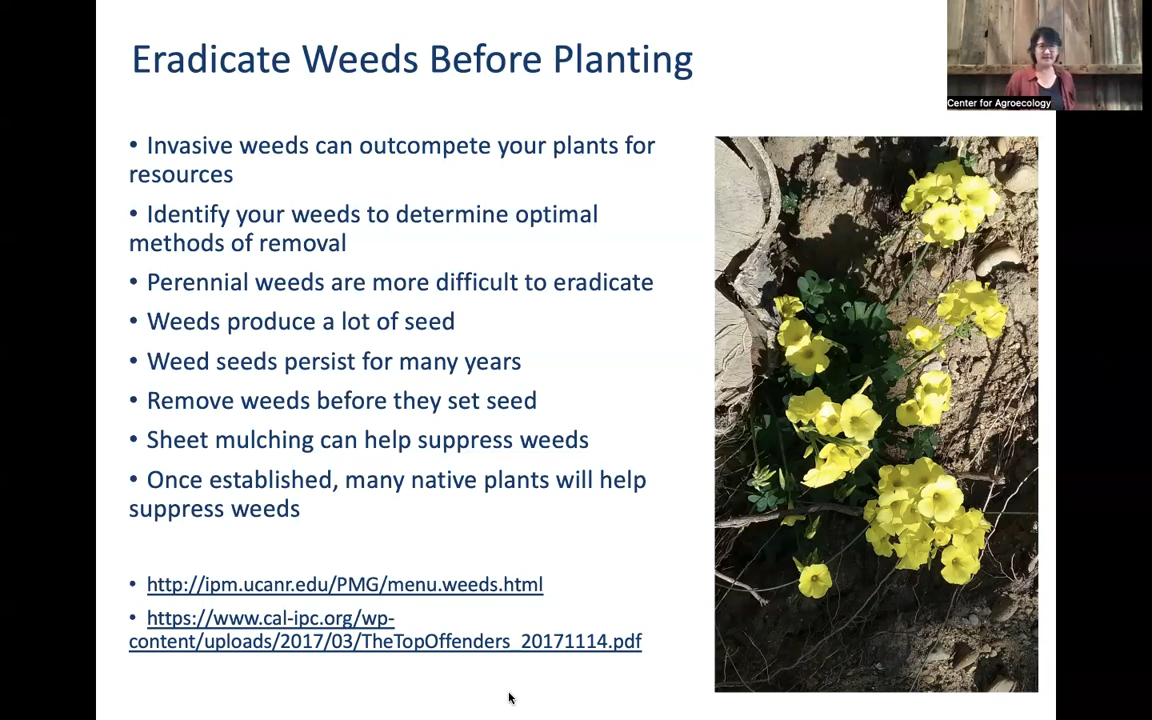 Eradicate Weeds Before Planting
Center for Agroecology
• Invasive weeds can outcompete your plants for
resources
• Identify your weeds to determine optimal
methods of removal
• Perennial weeds are more difficult to eradicate
• Weeds produce a lot of seed
• Weed seeds persist for many years
• Remove weeds before they set seed
• Sheet mulching can help suppress weeds
• Once established, many native plants will help
suppress weeds
• http://ipm.ucanr.edu/PMG/menu.weeds.html
• https://www.cal-ipc.org/wp-
content/uploads/2017/03/TheTopOffenders_20171114.pdf